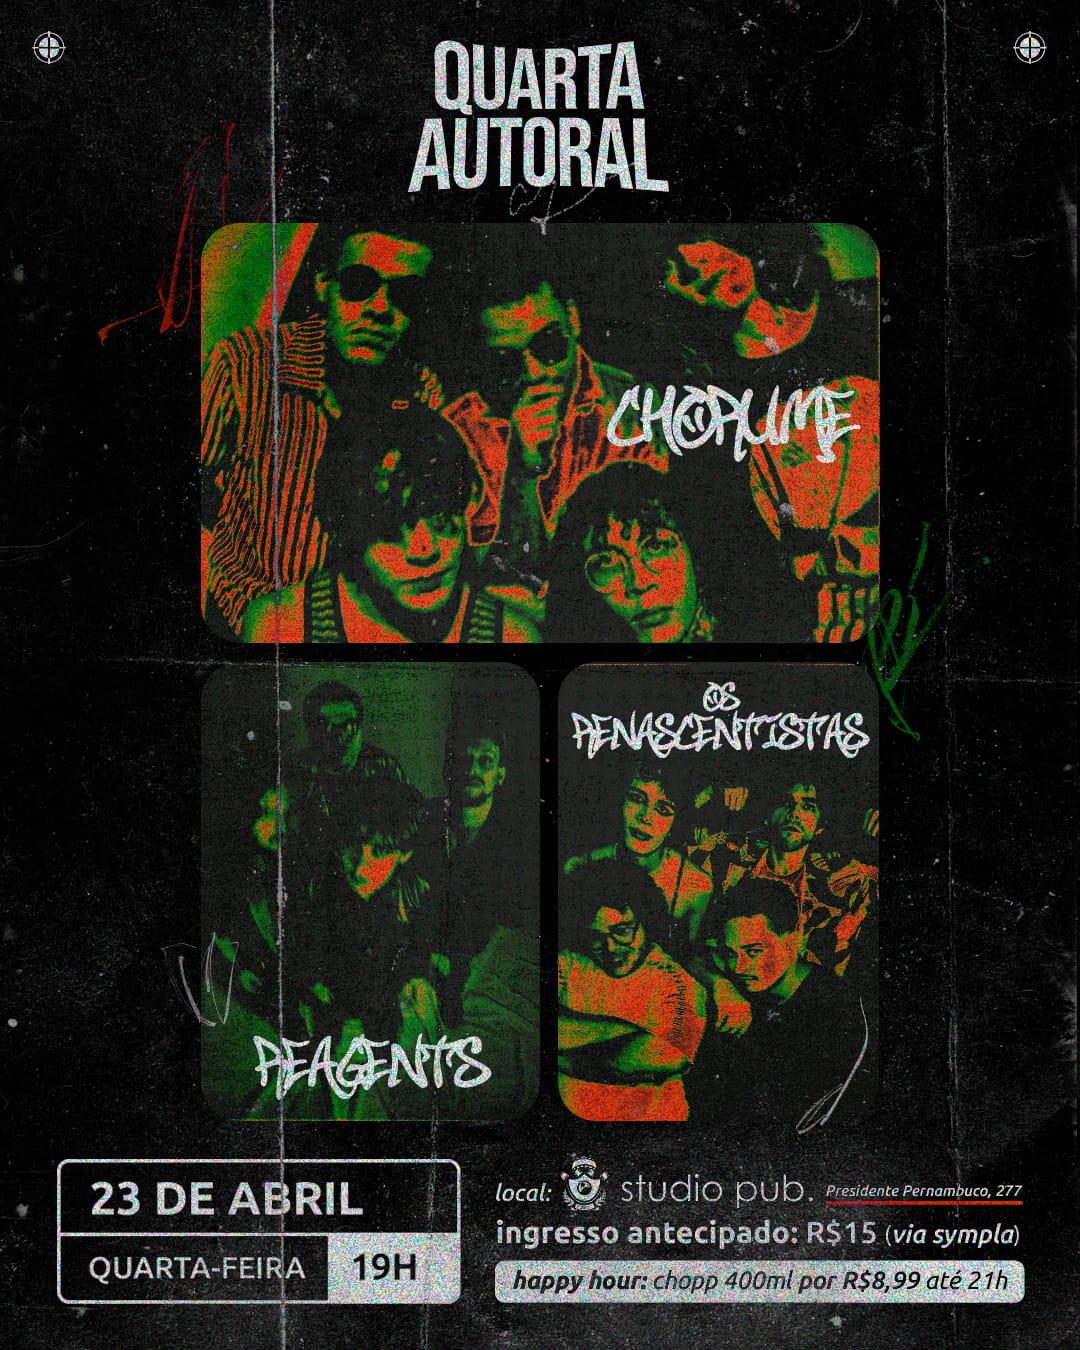 QUARTA
AUTORAL
CHORUME
OS
RENASCENTISTAS
REAGENTS
23 DE ABRIL
QUARTA-FEIRA 19H
local: studio pub. Presidente Pernambuco, 277
ingresso antecipado: R$15 (via sympla)
happy hour: chopp 400ml por R$8,99 até 21h